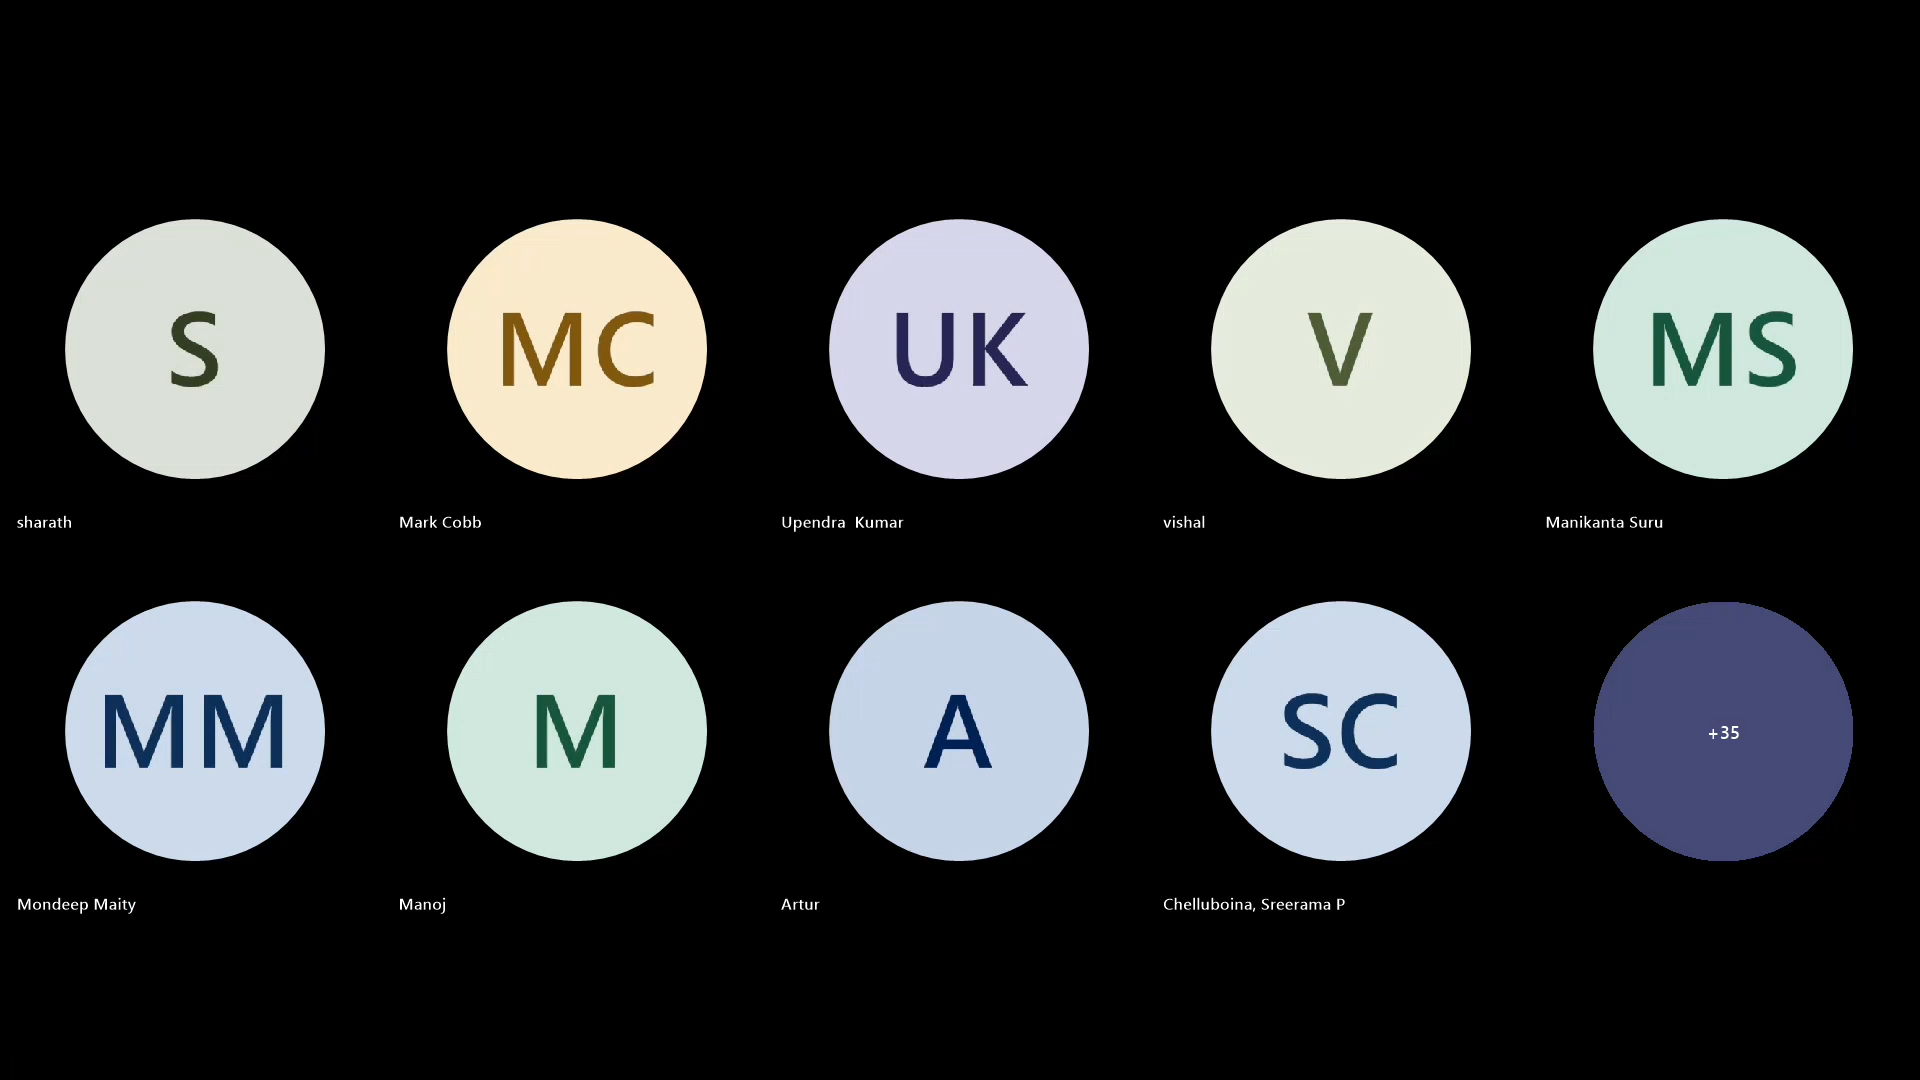 S
MC
UK
V
MS
sharath
Mark Cobb
Upendra  Kumar
vishal
Manikanta Suru
MM
M
A
SC
+35
Mondeep Maity
Manoj
Artur
Chelluboina, Sreerama P